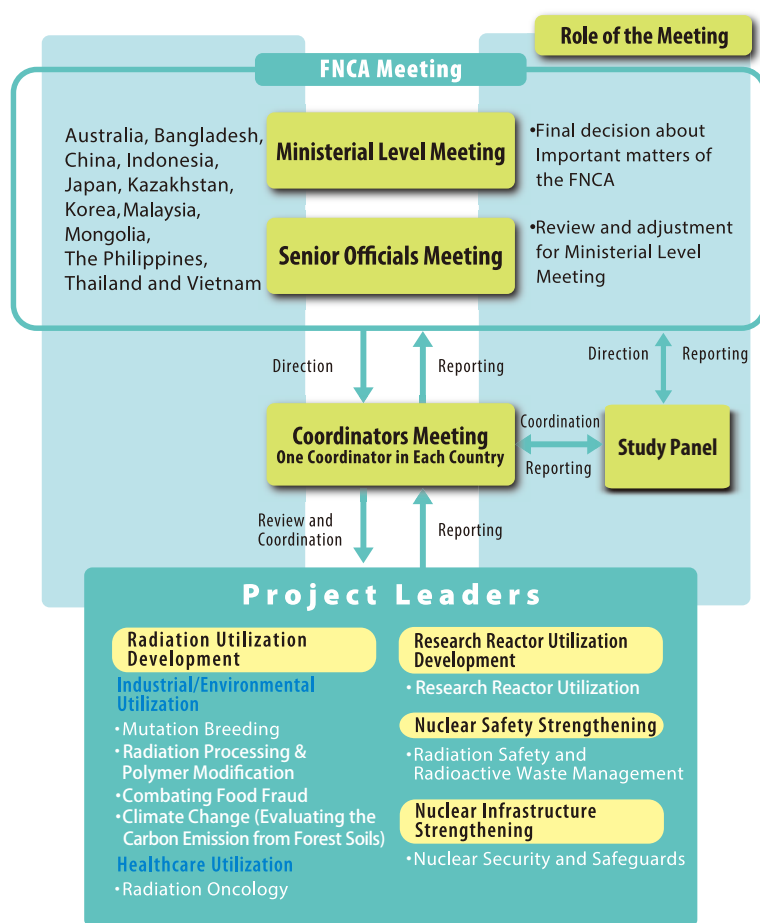 Role of the Meeting
FNCA Meeting
Australia, Bangladesh,
China, Indonesia,
Japan, Kazakhstan,
Korea,Malaysia,
Mongolia,
The Philippines,
Thailand and Vietnam
Ministerial Level Meeting
•Final decision about
Important matters of
the FNCA
Senior Officials Meeting
•Review and adjustment
for Ministerial Level
Meeting
Direction
Reporting
Direction
Reporting
Coordinators Meeting
One Coordinator in Each Country
Coordination
Reporting
Study Panel
Review and
Coordination
Reporting
Project Leaders
Radiation Utilization
Development
Industrial/Environmental
Utilization
・Mutation Breeding
・Radiation Processing &
Polymer Modification
・Combating Food Fraud
・Climate Change (Evaluating the
Carbon Emission from Forest Soils)
Healthcare Utilization
・Radiation Oncology
Research Reactor Utilization
Development
・Research Reactor Utilization
Nuclear Safety Strengthening
・Radiation Safety and
Radioactive Waste Management
Nuclear Infrastructure
Strengthening
・Nuclear Security and Safeguards